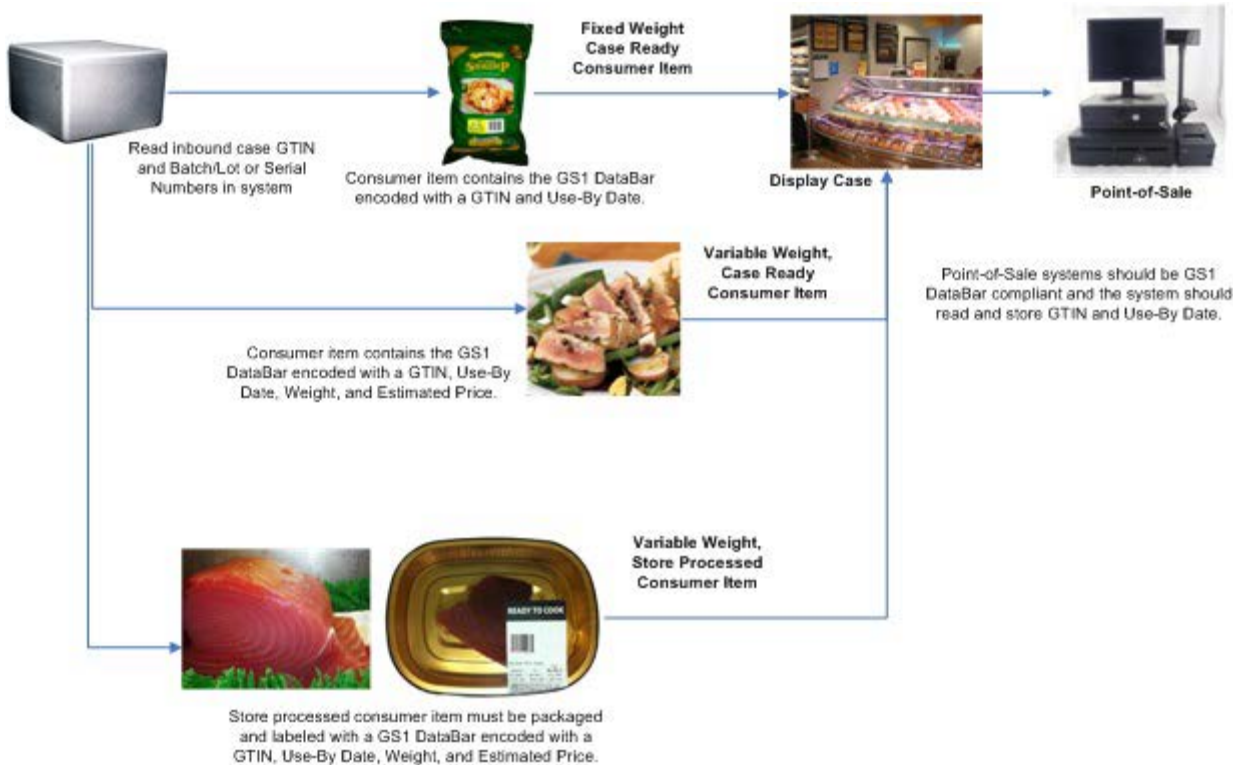 Fixed Weight
Case Ready
Consumer Item
Read inbound case GTIN
and Batch/Lot or Serial
Numbers in system
Consumer item contains the GS1 DataBar
encoded with a GTIN and Use-By Date.
Display Case
Point-of-Sale
Variable Weight,
Case Ready
Consumer Item
Point-of-Sale systems should be GS1
DataBar compliant and the system should
read and store GTIN and Use-By Date.
Consumer item contains the GS1
DataBar encoded with a GTIN, Use-By
Date, Weight, and Estimated Price.
Variable Weight,
Store Processed
Consumer Item
READY TO COOK
Store processed consumer item must be packaged
and labeled with a GS1 DataBar encoded with a
GTIN, Use-By Date, Weight, and Estimated Price.